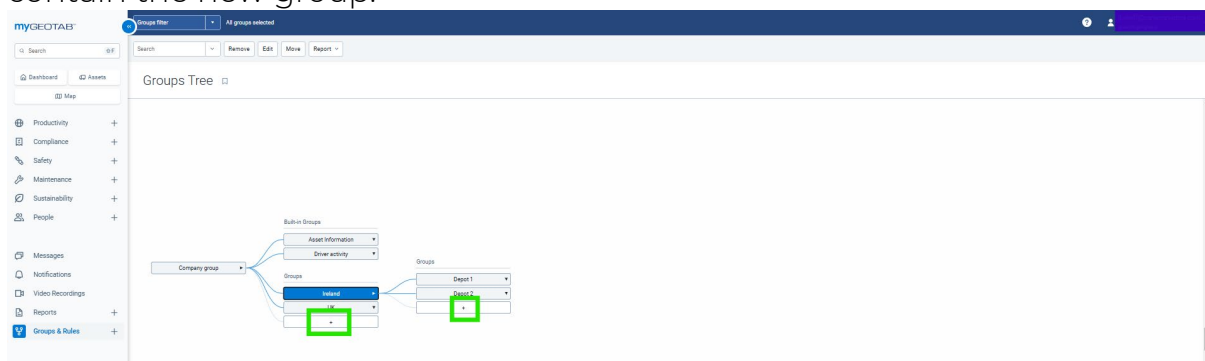 contain the new group.
myGEOTAB™
Groups filter All groups selected
Search
Search Remove Edit Move Report
Dashboard Assets
Map
Groups Tree
Productivity
Compliance
Safety
Maintenance
Sustainability
People
Messages
Notifications
Video Recordings
Reports
Groups & Rules
Built-in Groups
Asset Information
Driver activity
Company group
Groups
Ireland
UK
+
Groups
Depot 1
Depot 2
+